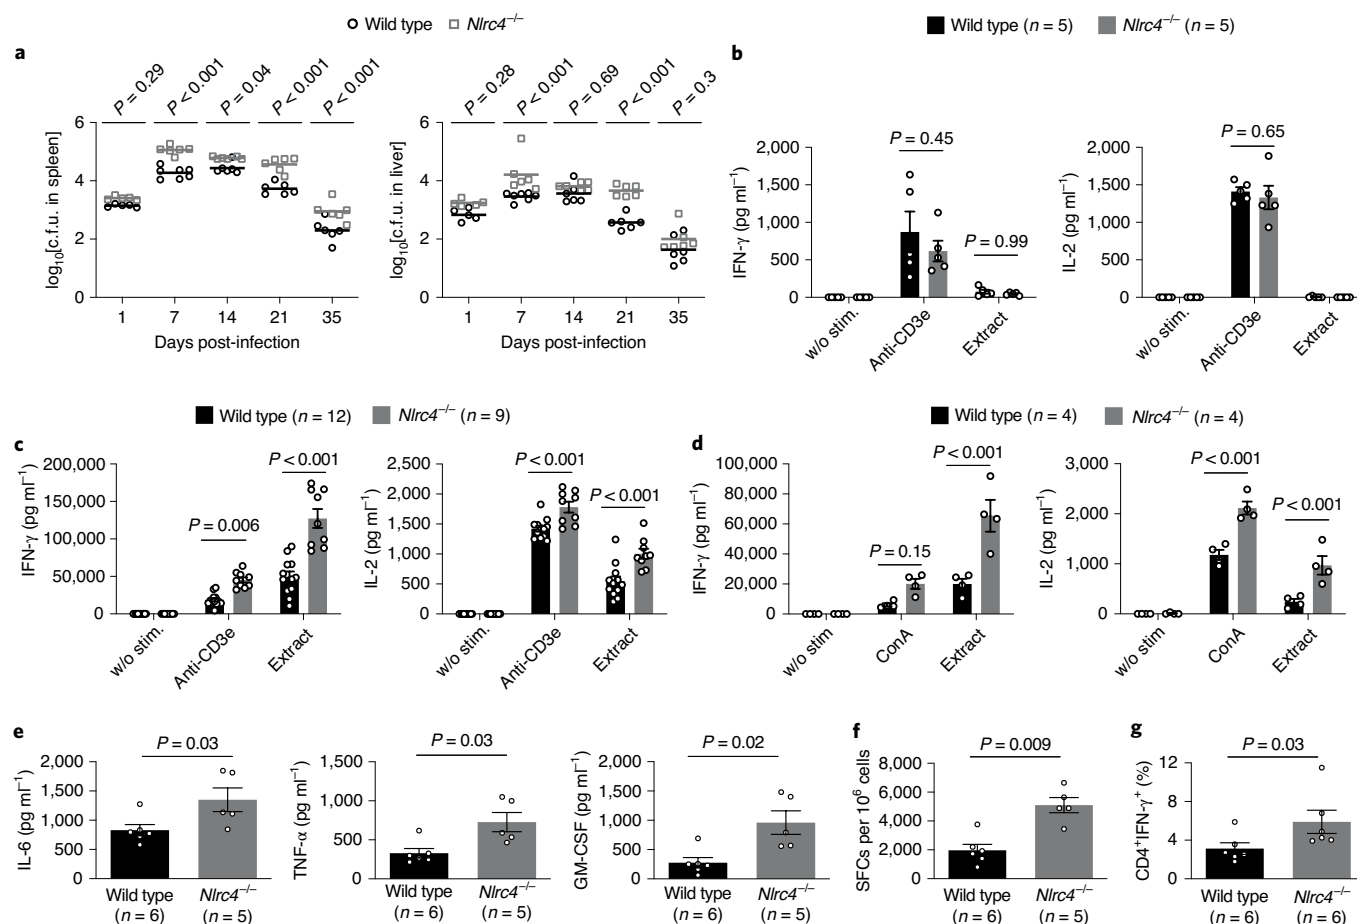 Wild type Nlrc4−/−
a
P = 0.29
P < 0.001
P = 0.04
P < 0.001
P < 0.001
log10[c.f.u. in spleen]
6
4
2
0
1 7 14 21 35
Days post-infection
P = 0.28
P < 0.001
P = 0.69
P < 0.001
P = 0.3
log10[c.f.u. in liver]
6
4
2
0
1 7 14 21 35
Days post-infection
Wild type (n = 5) Nlrc4−/− (n = 5)
b
P = 0.45
P = 0.99
IFN-γ (pg ml−1)
2,000
1,500
1,000
500
0
w/o stim.
Anti-CD3e
Extract
P = 0.65
IL-2 (pg ml−1)
2,000
1,500
1,000
500
0
w/o stim.
Anti-CD3e
Extract
Wild type (n = 12) Nlrc4−/− (n = 9)
c
P = 0.006
P < 0.001
IFN-γ (pg ml−1)
200,000
150,000
100,000
50,000
0
w/o stim.
Anti-CD3e
Extract
P < 0.001
P < 0.001
IL-2 (pg ml−1)
2,500
2,000
1,500
1,000
500
0
w/o stim.
Anti-CD3e
Extract
Wild type (n = 4) Nlrc4−/− (n = 4)
d
P = 0.15
P < 0.001
IFN-γ (pg ml−1)
100,000
80,000
60,000
40,000
20,000
0
w/o stim
ConA
Extract
P < 0.001
P < 0.001
IL-2 (pg ml−1)
3,000
2,000
1,000
0
w/o stim
ConA
Extract
e
P = 0.03
IL-6 (pg ml−1)
2,000
1,500
1,000
500
0
Wild type Nlrc4−/−
(n = 6) (n = 5)
P = 0.03
TNF-α (pg ml−1)
1,500
1,000
500
0
Wild type Nlrc4−/−
(n = 6) (n = 5)
P = 0.02
GM-CSF (pg ml−1)
2,000
1,500
1,000
500
0
Wild type Nlrc4−/−
(n = 6) (n = 5)
f
P = 0.009
SFCs per 106 cells
8,000
6,000
4,000
2,000
0
Wild type Nlrc4−/−
(n = 6) (n = 5)
g
P = 0.03
CD4+IFN-γ+ (%)
12
8
4
0
Wild type Nlrc4−/−
(n = 6) (n = 6)